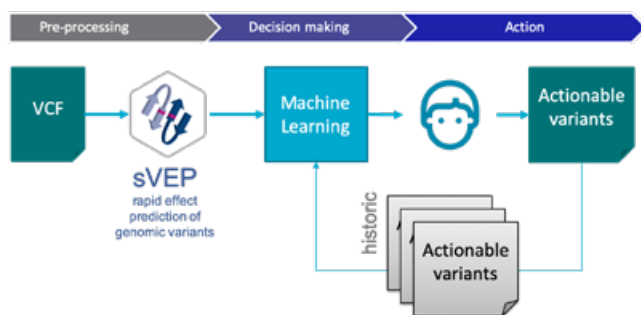 Pre-processing
Decision making
Action
VCF
sVEP
rapid effect
prediction of
genomic variants
Machine
Learning
Actionable
variants
historic
Actionable
variants